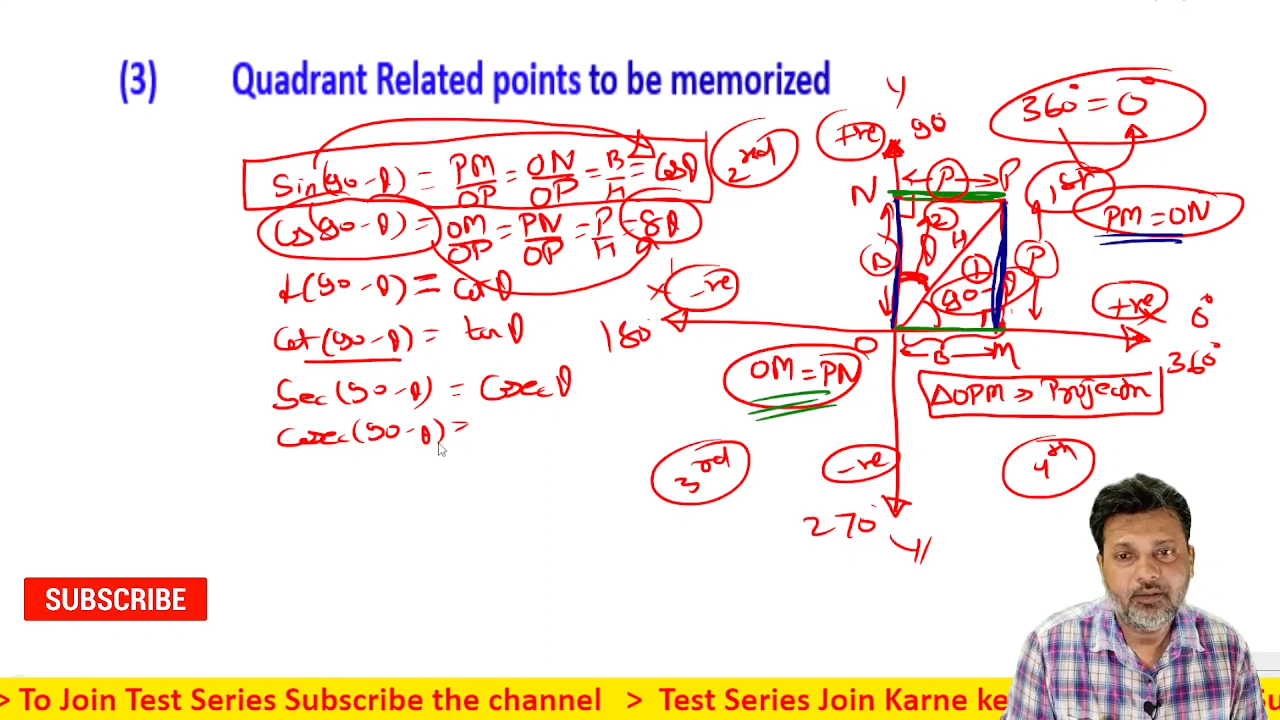 (3) Quadrant Related points to be memorized
Sin(90-θ) = PM/OP = ON/OP = B/H = Cosθ
Cos(90-θ) = OM/OP = PN/OP = P/H = Sθ
t(90-θ) = Cotθ
Cot(90-θ) = tanθ
Sec(90-θ) = Cosecθ
Cosec(90-θ) =
2nd
+ve
90°
Y
360° = 0°
1st
PM = ON
N
P
P
2
θ
H
B
1
90-θ
P
-ve
180°
+ve
0°
360°
O
B
M
OM = PN
ΔOPM => Projection
3rd
-ve
4th
270°
SUBSCRIBE
> To Join Test Series Subscribe the channel > Test Series Join Karne ke